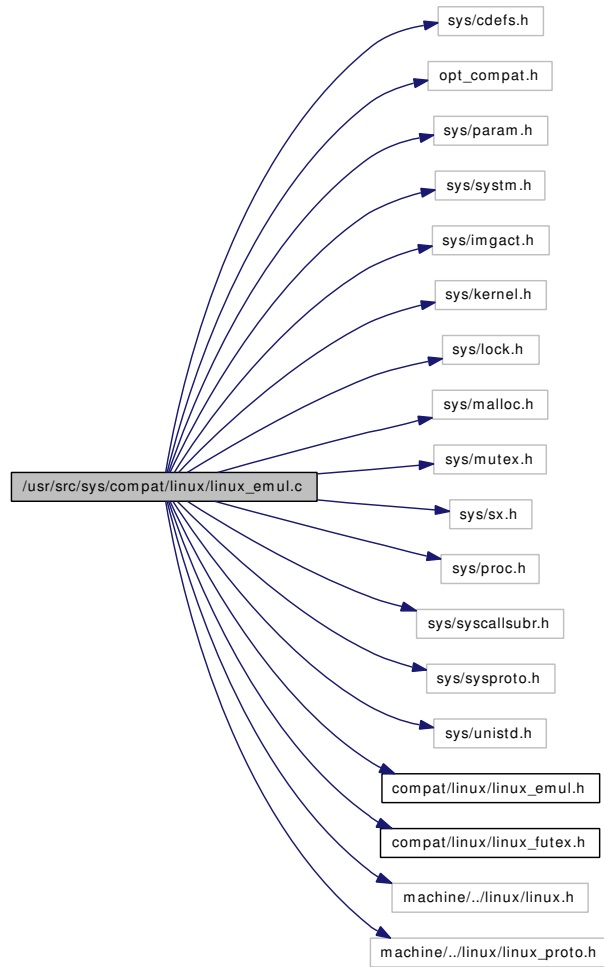 sys/cdefs.h
opt_compat.h
sys/param.h
sys/systm.h
sys/imgact.h
sys/kernel.h
sys/lock.h
sys/malloc.h
sys/mutex.h
/usr/src/sys/compat/linux/linux_emul.c
sys/sx.h
sys/proc.h
sys/syscallsubr.h
sys/sysproto.h
sys/unistd.h
compat/linux/linux_emul.h
compat/linux/linux_futex.h
machine/../linux/linux.h
machine/../linux/linux_proto.h